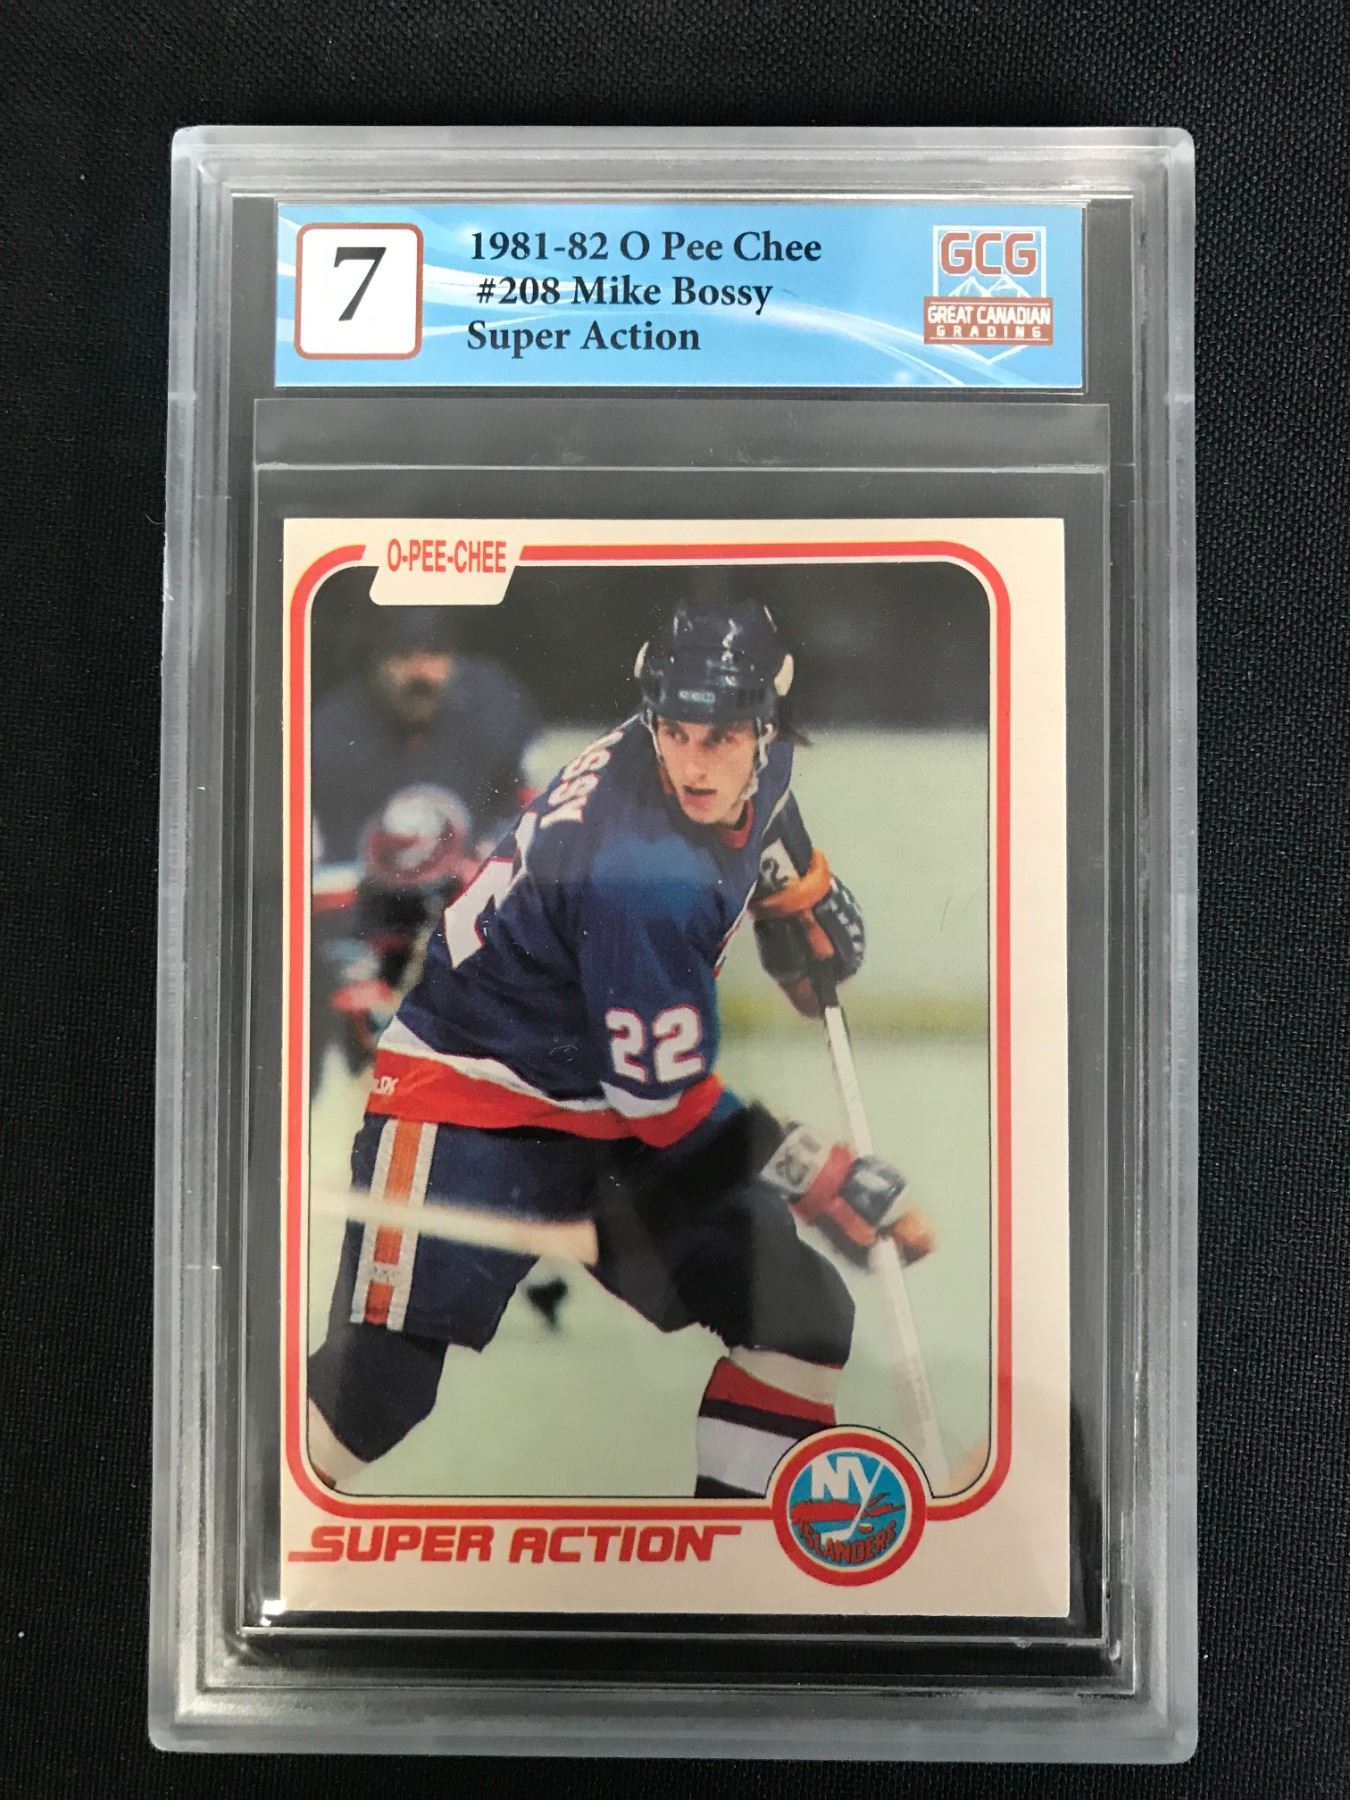 7
1981-82 O Pee Chee
#208 Mike Bossy
Super Action
GCG
GREAT CANADIAN
GRADING
O-PEE-CHEE
OSSY
22
SUPER ACTION
NY
ISLANDERS